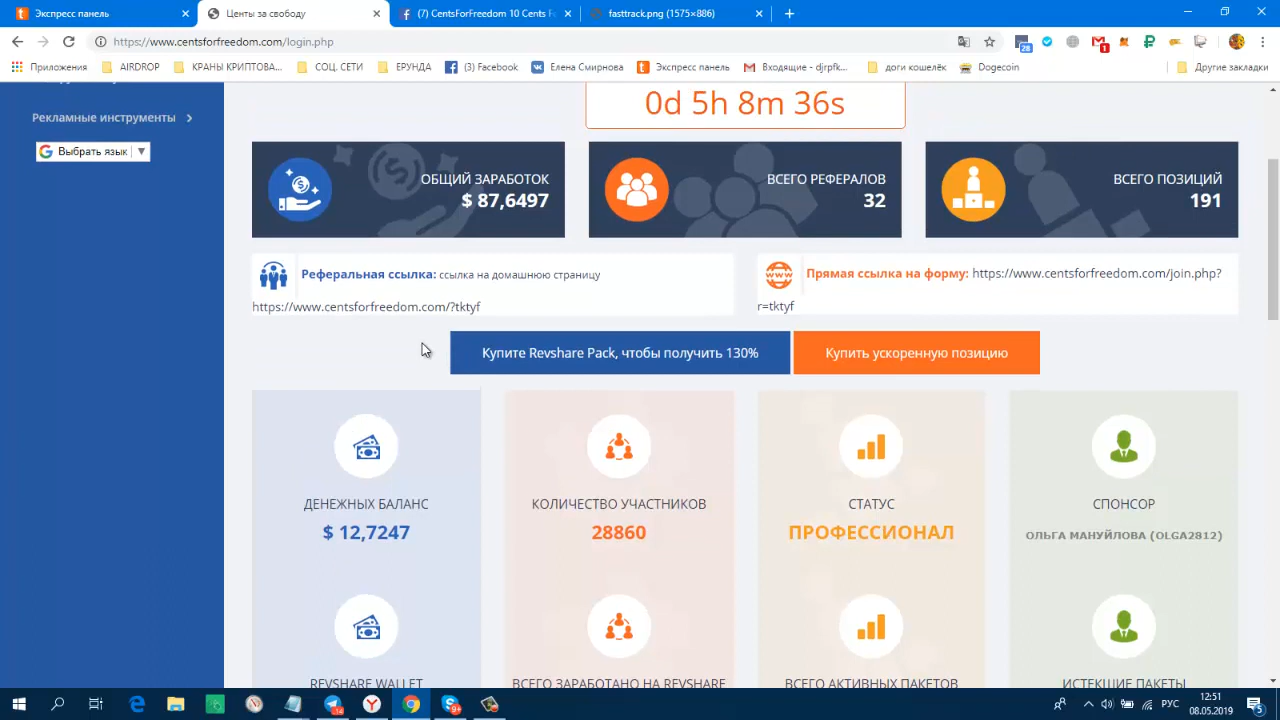 Экспресс панель
Центы за свободу
(7) CentsForFreedom 10 Cents Fo
fasttrack.png (1575×886)
https://www.centsforfreedom.com/login.php
28
1
Приложения
AIRDROP
КРАНЫ КРИПТОВА...
СОЦ. СЕТИ
ЕРУНДА
(3) Facebook
Елена Смирнова
Экспресс панель
Входящие - djrpfk...
доги кошелёк
Dogecoin
Другие закладки
0d 5h 8m 36s
Рекламные инструменты
Выбрать язык
ОБЩИЙ ЗАРАБОТОК
$ 87,6497
ВСЕГО РЕФЕРАЛОВ
32
ВСЕГО ПОЗИЦИЙ
191
Реферальная ссылка: ссылка на домашнюю страницу
https://www.centsforfreedom.com/?tktyf
Прямая ссылка на форму: https://www.centsforfreedom.com/join.php?
r=tktyf
Купите Revshare Pack, чтобы получить 130%
Купить ускоренную позицию
ДЕНЕЖНЫХ БАЛАНС
$ 12,7247
КОЛИЧЕСТВО УЧАСТНИКОВ
28860
СТАТУС
ПРОФЕССИОНАЛ
СПОНСОР
ОЛЬГА МАНУЙЛОВА (OLGA2812)
REVSHARE WALLET
ВСЕГО ЗАРАБОТАНО НА REVSHARE
ВСЕГО АКТИВНЫХ ПАКЕТОВ
ИСТЕКШИЕ ПАКЕТЫ
РУС
12:51
08.05.2019
5